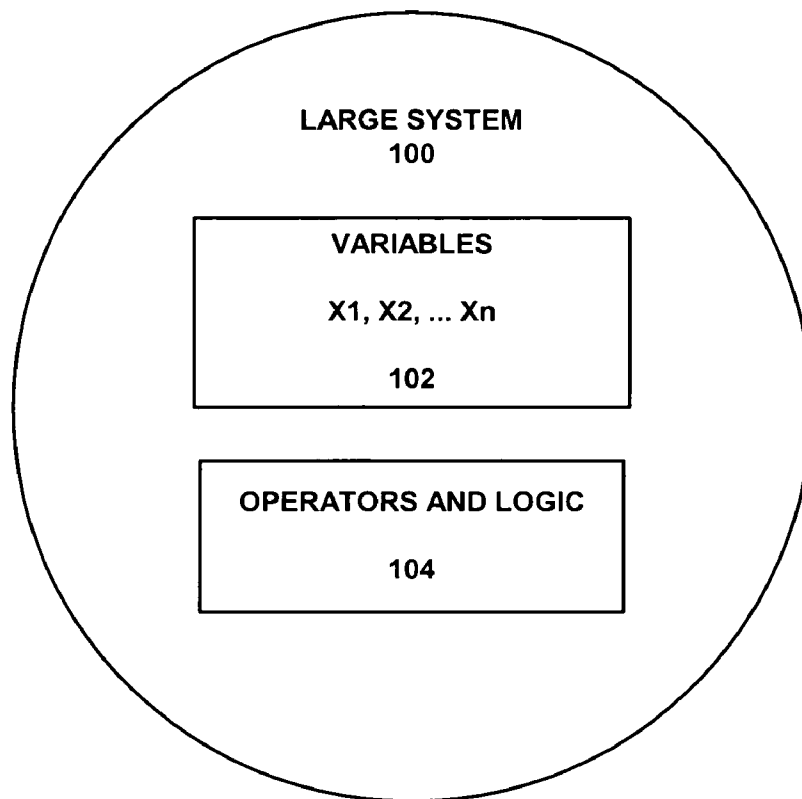 LARGE SYSTEM
100
VARIABLES
X1, X2, ... Xn
102
OPERATORS AND LOGIC
104